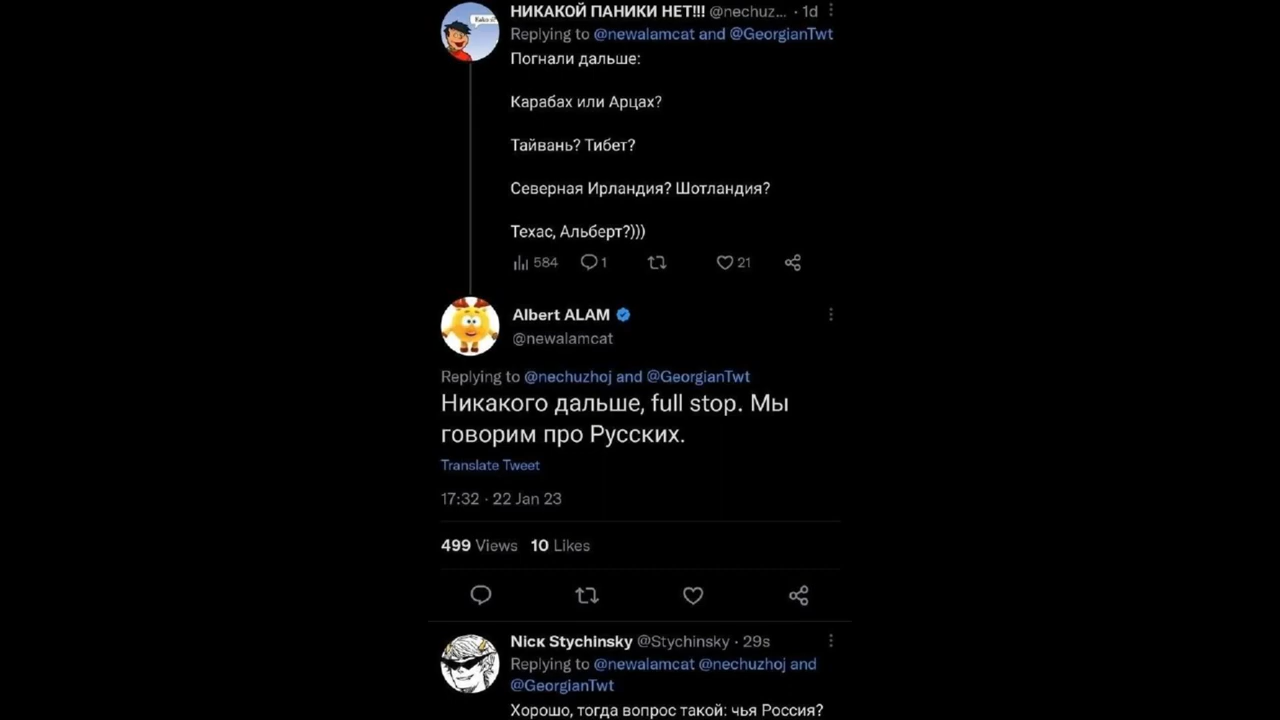 НИКАКОЙ ПАНИКИ НЕТ!!! @nechuz... · 1d
Replying to @newalamcat and @GeorgianTwt
Погнали дальше:
Карабах или Арцах?
Тайвань? Тибет?
Северная Ирландия? Шотландия?
Техас, Альберт?)))
584 1 21
Albert ALAM
@newalamcat
Replying to @nechuzhoj and @GeorgianTwt
Никакого дальше, full stop. Мы
говорим про Русских.
Translate Tweet
17:32 · 22 Jan 23
499 Views 10 Likes
Nicк Stychinsky @Stychinsky · 29s
Replying to @newalamcat @nechuzhoj and
@GeorgianTwt
Хорошо, тогда вопрос такой: чья Россия?